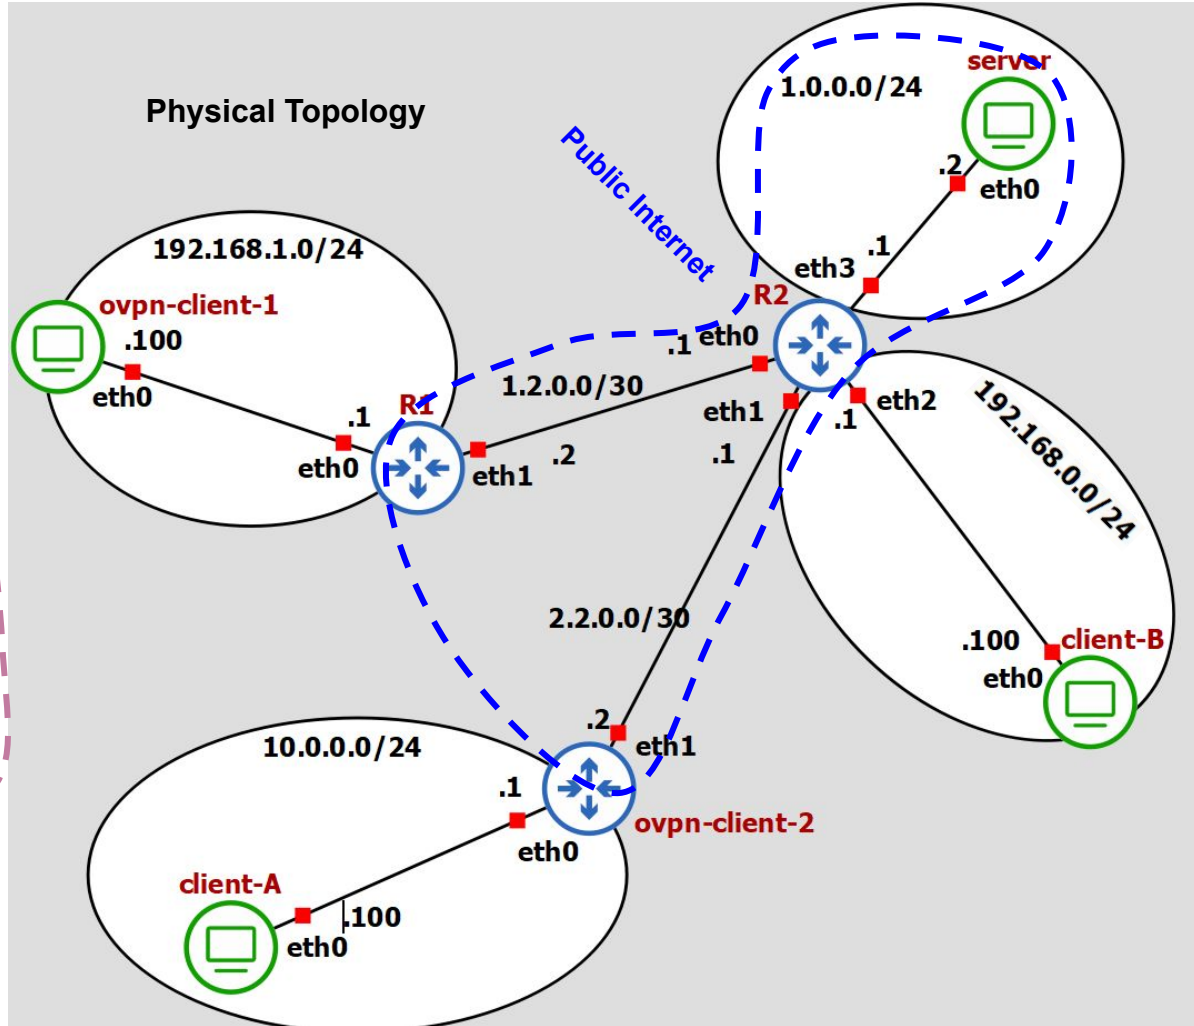 Physical Topology
Public Internet
1.0.0.0/24
server
.2
eth0
.1
eth3
R2
192.168.1.0/24
ovpn-client-1
.100
eth0
.1
eth0
R1
1.2.0.0/30
.1
eth0
eth1
.2
eth1
.1
.1
eth2
192.168.0.0/24
.100
eth0
client-B
2.2.0.0/30
.2
eth1
10.0.0.0/24
.1
eth0
ovpn-client-2
client-A
.100
eth0